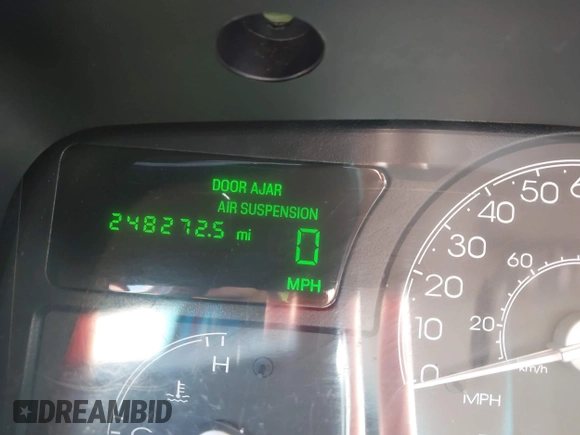 DOOR AJAR
AIR SUSPENSION
248272.5 mi
0
MPH
0
10
20
30
40
50
20
60
km/h
MPH
H
DREAMBID